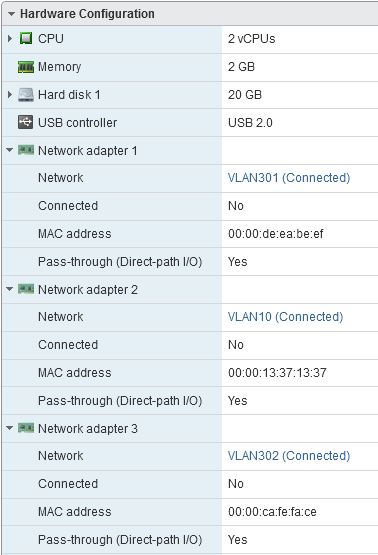 Hardware Configuration
CPU 2 vCPUs
Memory 2 GB
Hard disk 1 20 GB
USB controller USB 2.0
Network adapter 1
Network VLAN301 (Connected)
Connected No
MAC address 00:00:de:ea:be:ef
Pass-through (Direct-path I/O) Yes
Network adapter 2
Network VLAN10 (Connected)
Connected No
MAC address 00:00:13:37:13:37
Pass-through (Direct-path I/O) Yes
Network adapter 3
Network VLAN302 (Connected)
Connected No
MAC address 00:00:ca:fe:fa:ce
Pass-through (Direct-path I/O) Yes